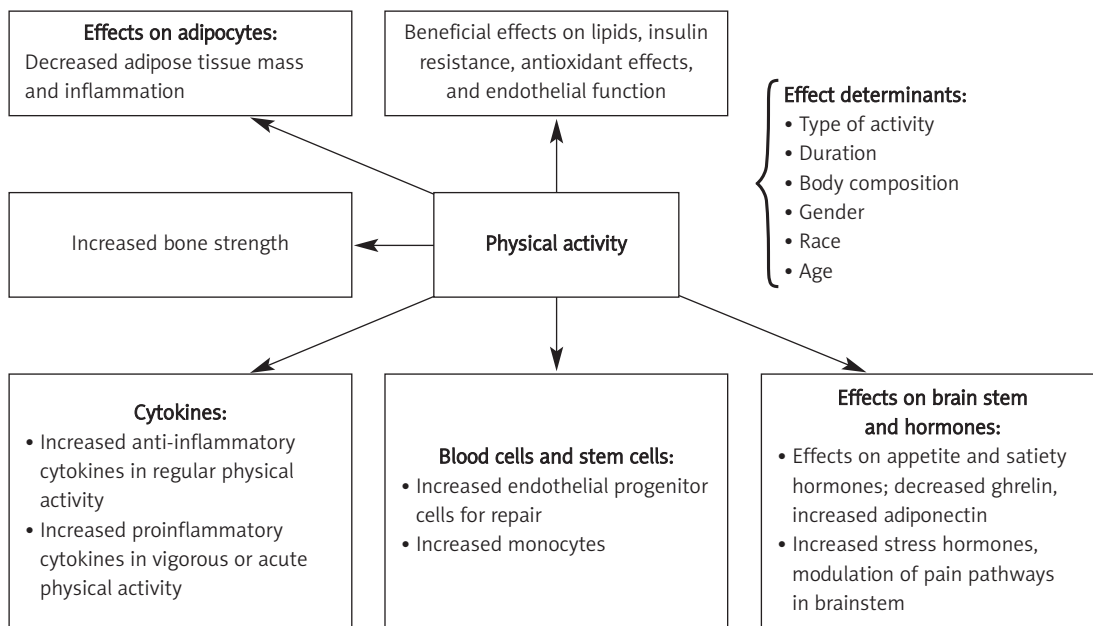 Effects on adipocytes:
Decreased adipose tissue mass
and inflammation
Beneficial effects on lipids, insulin
resistance, antioxidant effects,
and endothelial function
Effect determinants:
• Type of activity
• Duration
• Body composition
• Gender
• Race
• Age
Increased bone strength
Physical activity
Cytokines:
• Increased anti-inflammatory
cytokines in regular physical
activity
• Increased proinflammatory
cytokines in vigorous or acute
physical activity
Blood cells and stem cells:
• Increased endothelial progenitor
cells for repair
• Increased monocytes
Effects on brain stem
and hormones:
• Effects on appetite and satiety
hormones; decreased ghrelin,
increased adiponectin
• Increased stress hormones,
modulation of pain pathways
in brainstem